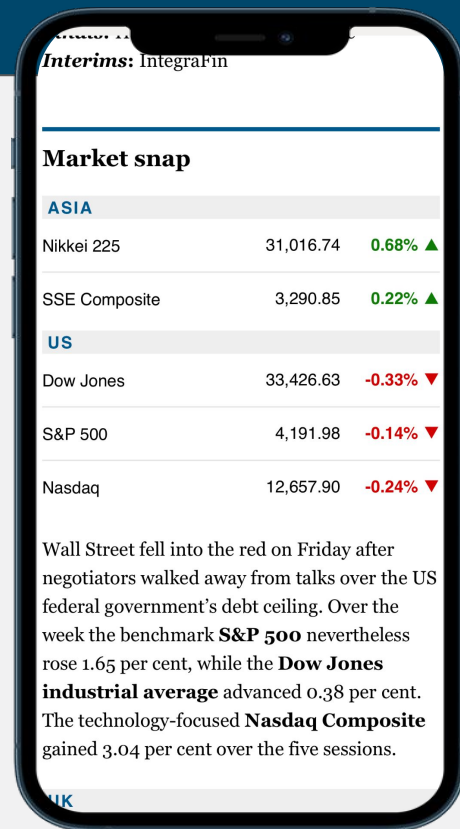 Interims: IntegraFin
Market snap
ASIA
Nikkei 225 31,016.74 0.68% ▲
SSE Composite 3,290.85 0.22% ▲
US
Dow Jones 33,426.63 -0.33% ▼
S&P 500 4,191.98 -0.14% ▼
Nasdaq 12,657.90 -0.24% ▼
Wall Street fell into the red on Friday after
negotiators walked away from talks over the US
federal government’s debt ceiling. Over the
week the benchmark S&P 500 nevertheless
rose 1.65 per cent, while the Dow Jones
industrial average advanced 0.38 per cent.
The technology-focused Nasdaq Composite
gained 3.04 per cent over the five sessions.
UK